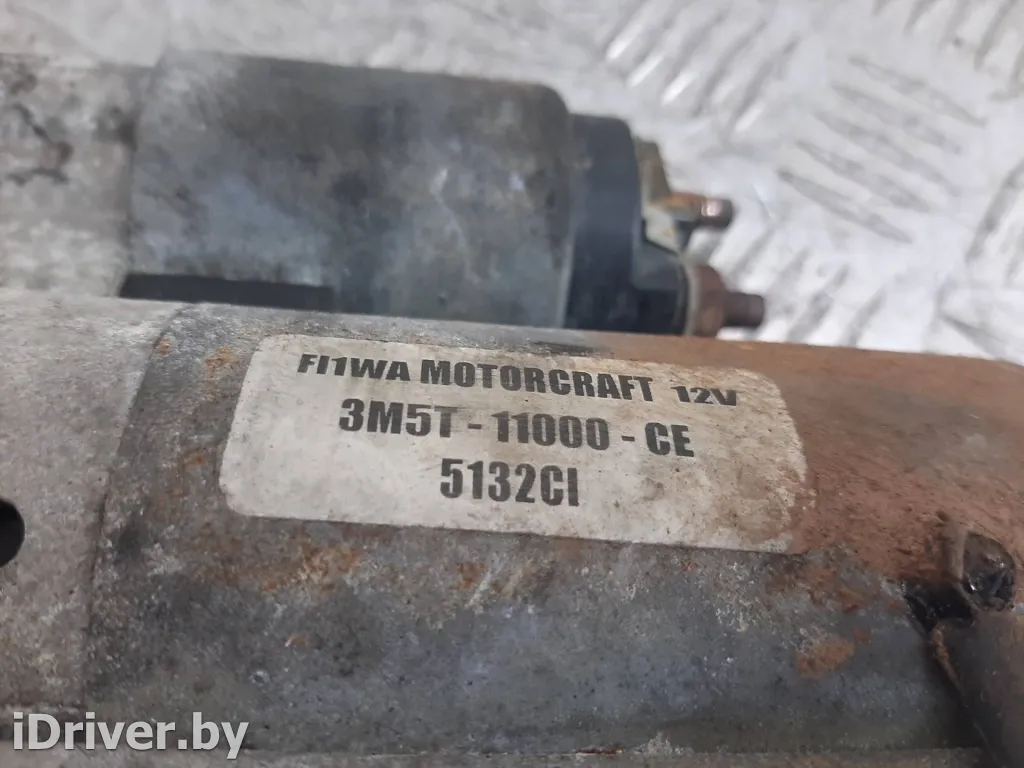 FI1WA MOTORCRAFT 12V
3M5T - 11000 - CE
5132CI
iDriver.by